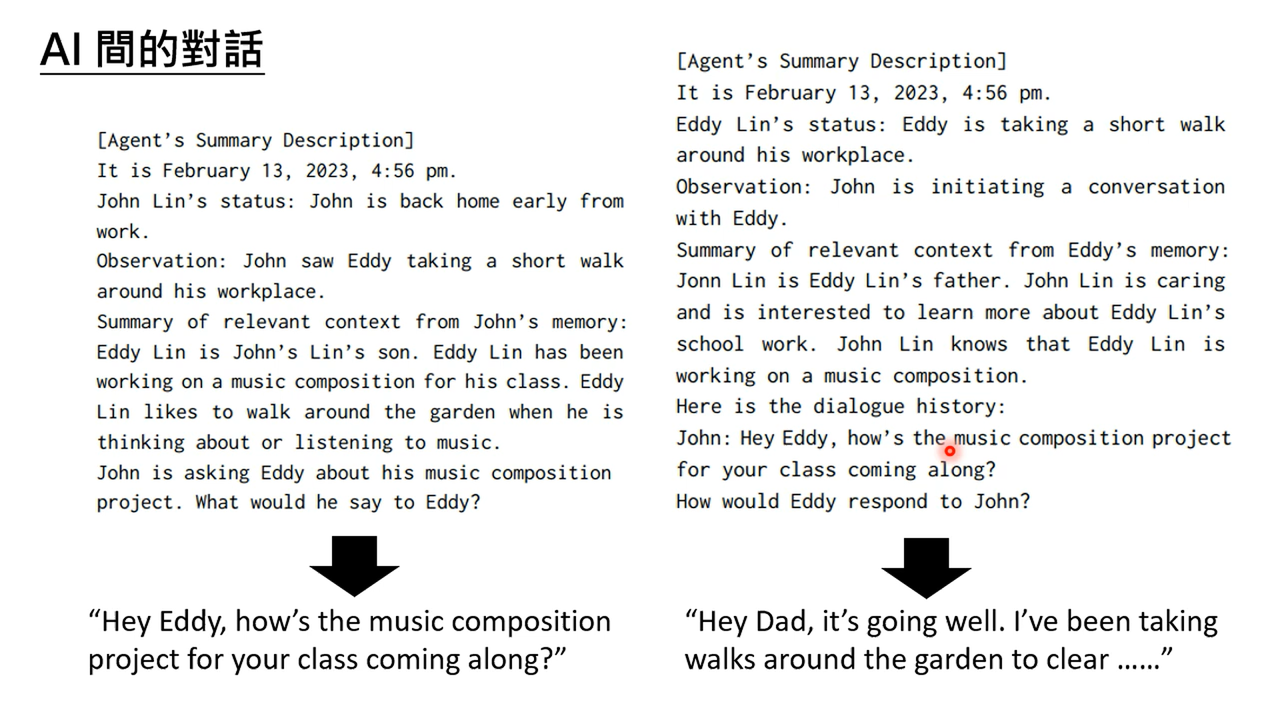 AI 間的對話
[Agent's Summary Description]
It is February 13, 2023, 4:56 pm.
John Lin's status: John is back home early from
work.
Observation: John saw Eddy taking a short walk
around his workplace.
Summary of relevant context from John's memory:
Eddy Lin is John's Lin's son. Eddy Lin has been
working on a music composition for his class. Eddy
Lin likes to walk around the garden when he is
thinking about or listening to music.
John is asking Eddy about his music composition
project. What would he say to Eddy?
“Hey Eddy, how’s the music composition
project for your class coming along?”
[Agent's Summary Description]
It is February 13, 2023, 4:56 pm.
Eddy Lin's status: Eddy is taking a short walk
around his workplace.
Observation: John is initiating a conversation
with Eddy.
Summary of relevant context from Eddy's memory:
Jonn Lin is Eddy Lin's father. John Lin is caring
and is interested to learn more about Eddy Lin's
school work. John Lin knows that Eddy Lin is
working on a music composition.
Here is the dialogue history:
John: Hey Eddy, how's the music composition project
for your class coming along?
How would Eddy respond to John?
“Hey Dad, it’s going well. I’ve been taking
walks around the garden to clear ……”